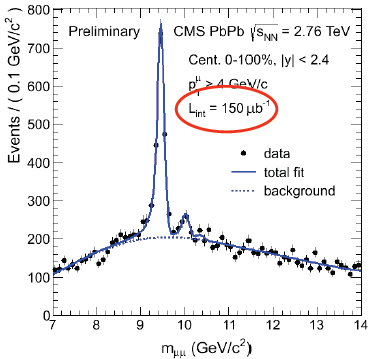 800
700
600
500
400
300
200
100
0
Events / ( 0.1 GeV/c² )
Preliminary
CMS PbPb √s_NN = 2.76 TeV
Cent. 0-100%, |y| < 2.4
p_T^μ > 4 GeV/c
L_int = 150 μb⁻¹
data
total fit
background
7 8 9 10 11 12 13 14
m_μμ (GeV/c²)